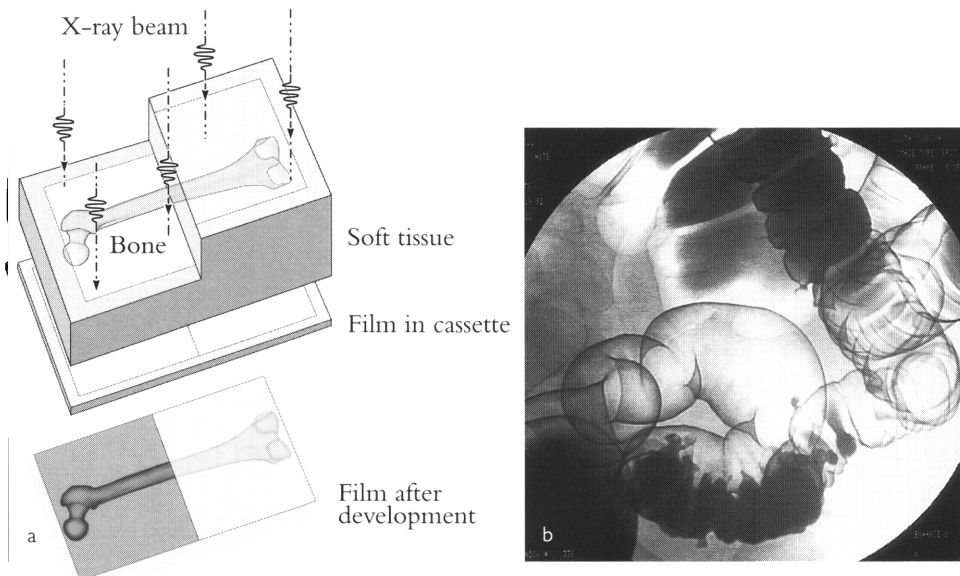 X-ray beam
Bone
Soft tissue
Film in cassette
Film after
development
a
b